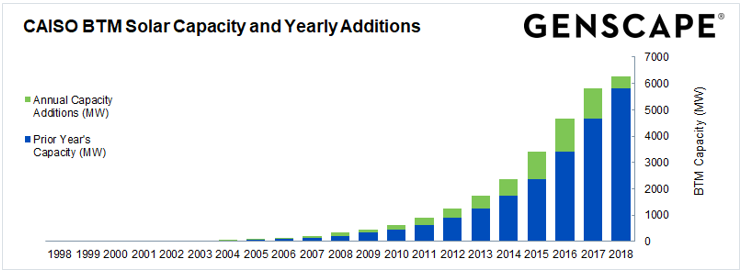 CAISO BTM Solar Capacity and Yearly Additions
GENSCAPE®
Annual Capacity
Additions (MW)
Prior Year's
Capacity (MW)
7000
6000
5000
4000
3000
2000
1000
0
BTM Capacity (MW)
1998 1999 2000 2001 2002 2003 2004 2005 2006 2007 2008 2009 2010 2011 2012 2013 2014 2015 2016 2017 2018